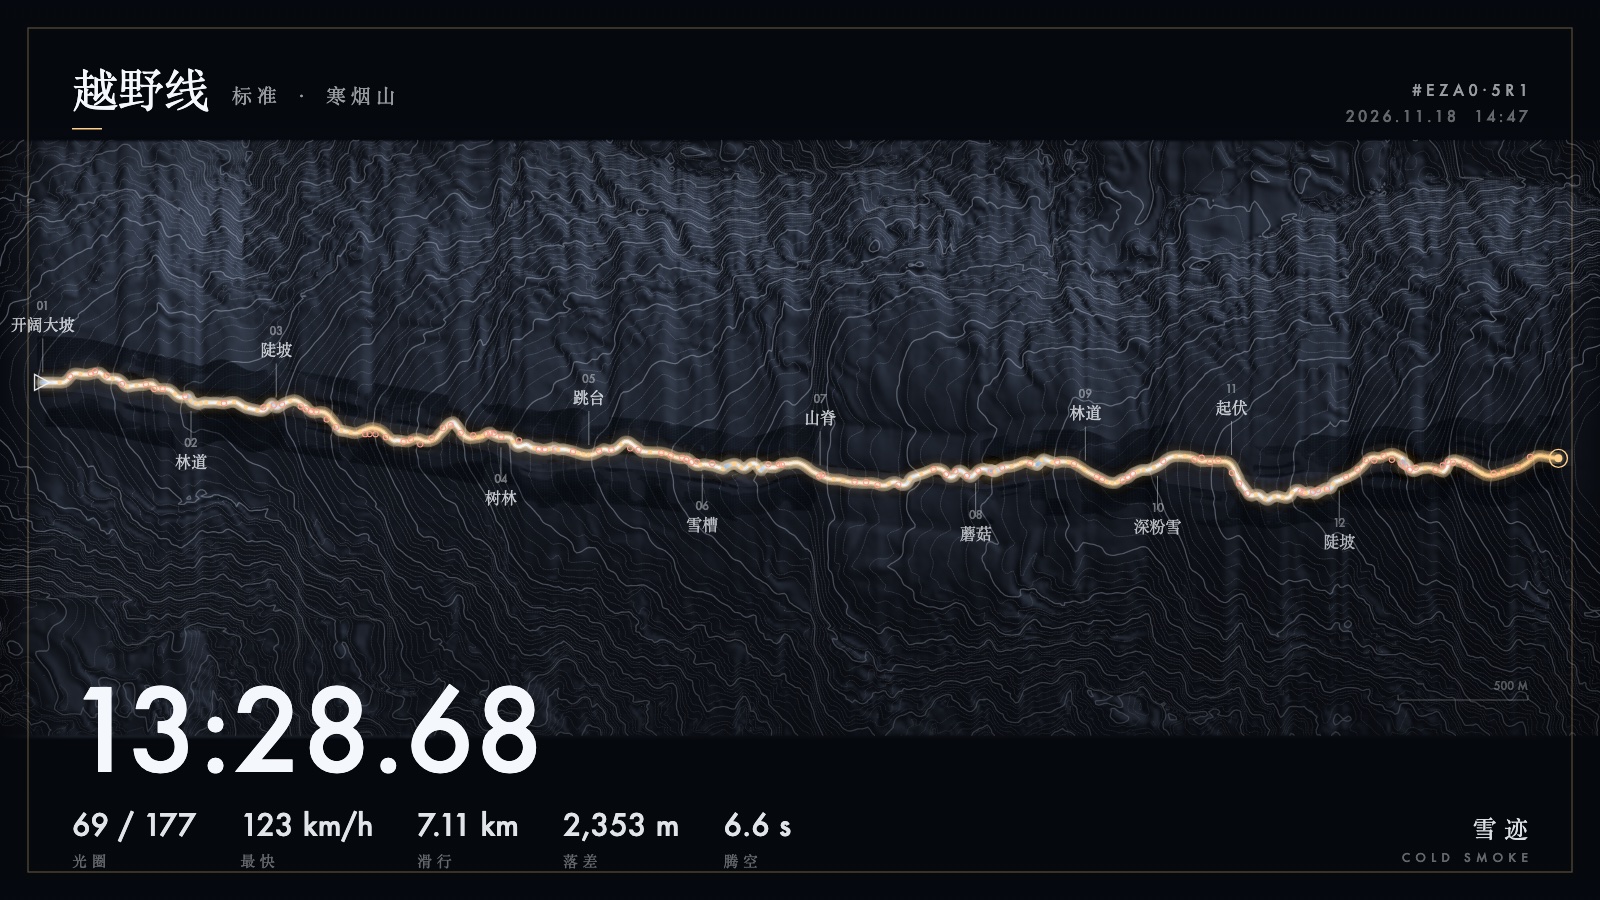 越野线 标准 · 寒烟山
#EZA0·5R1
2026.11.18 14:47
01
开阔大坡
03
陡坡
05
跳台
07
山脊
09
林道
11
起伏
02
林道
04
树林
06
雪槽
08
蘑菇
10
深粉雪
12
陡坡
500 M
13:28.68
69 / 177 123 km/h 7.11 km 2,353 m 6.6 s
光圈 最快 滑行 落差 腾空
雪迹
COLD SMOKE